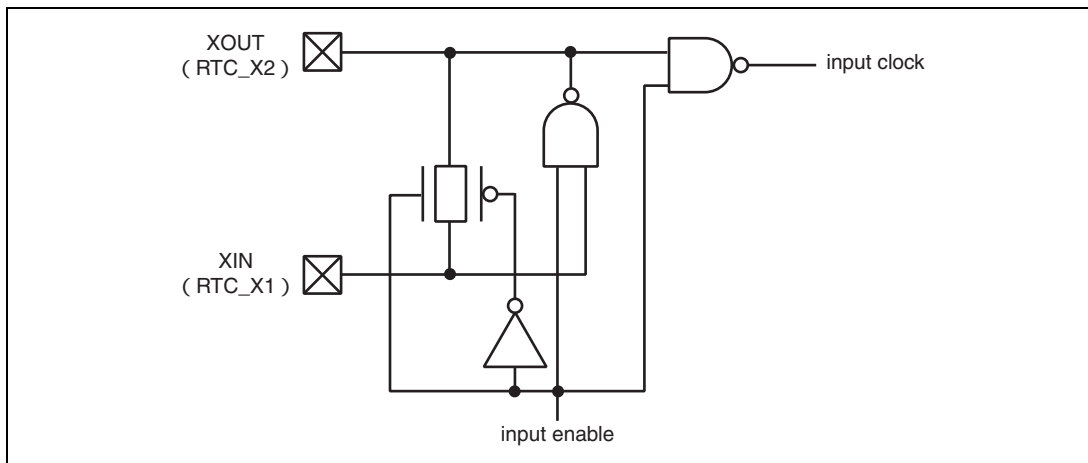 XOUT
( RTC_X2 )
input clock
XIN
( RTC_X1 )
input enable